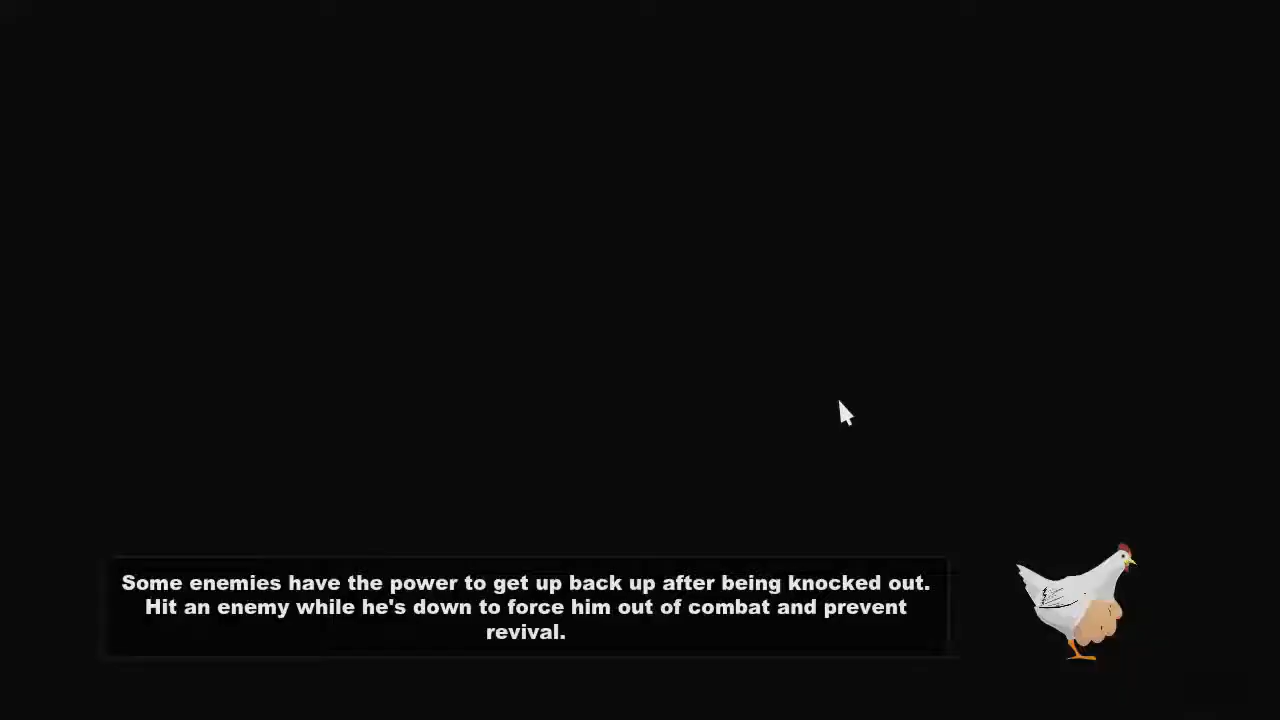 Some enemies have the power to get up back up after being knocked out.
Hit an enemy while he's down to force him out of combat and prevent
revival.